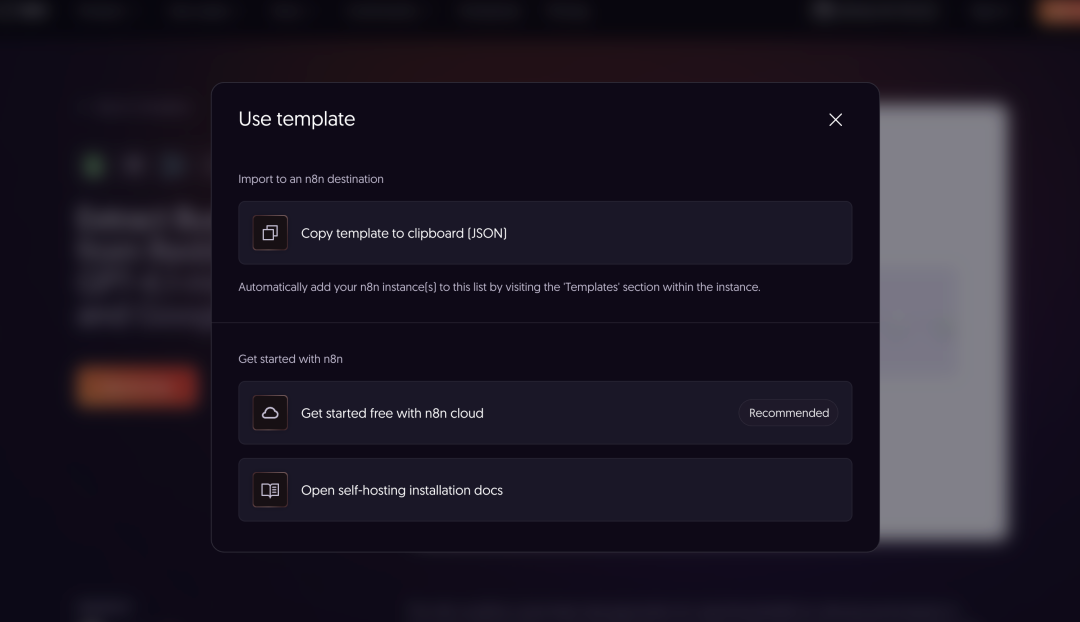 Use template
Import to an n8n destination
Copy template to clipboard (JSON)
Automatically add your n8n instance(s) to this list by visiting the 'Templates' section within the instance.
Get started with n8n
Get started free with n8n cloud
Recommended
Open self-hosting installation docs